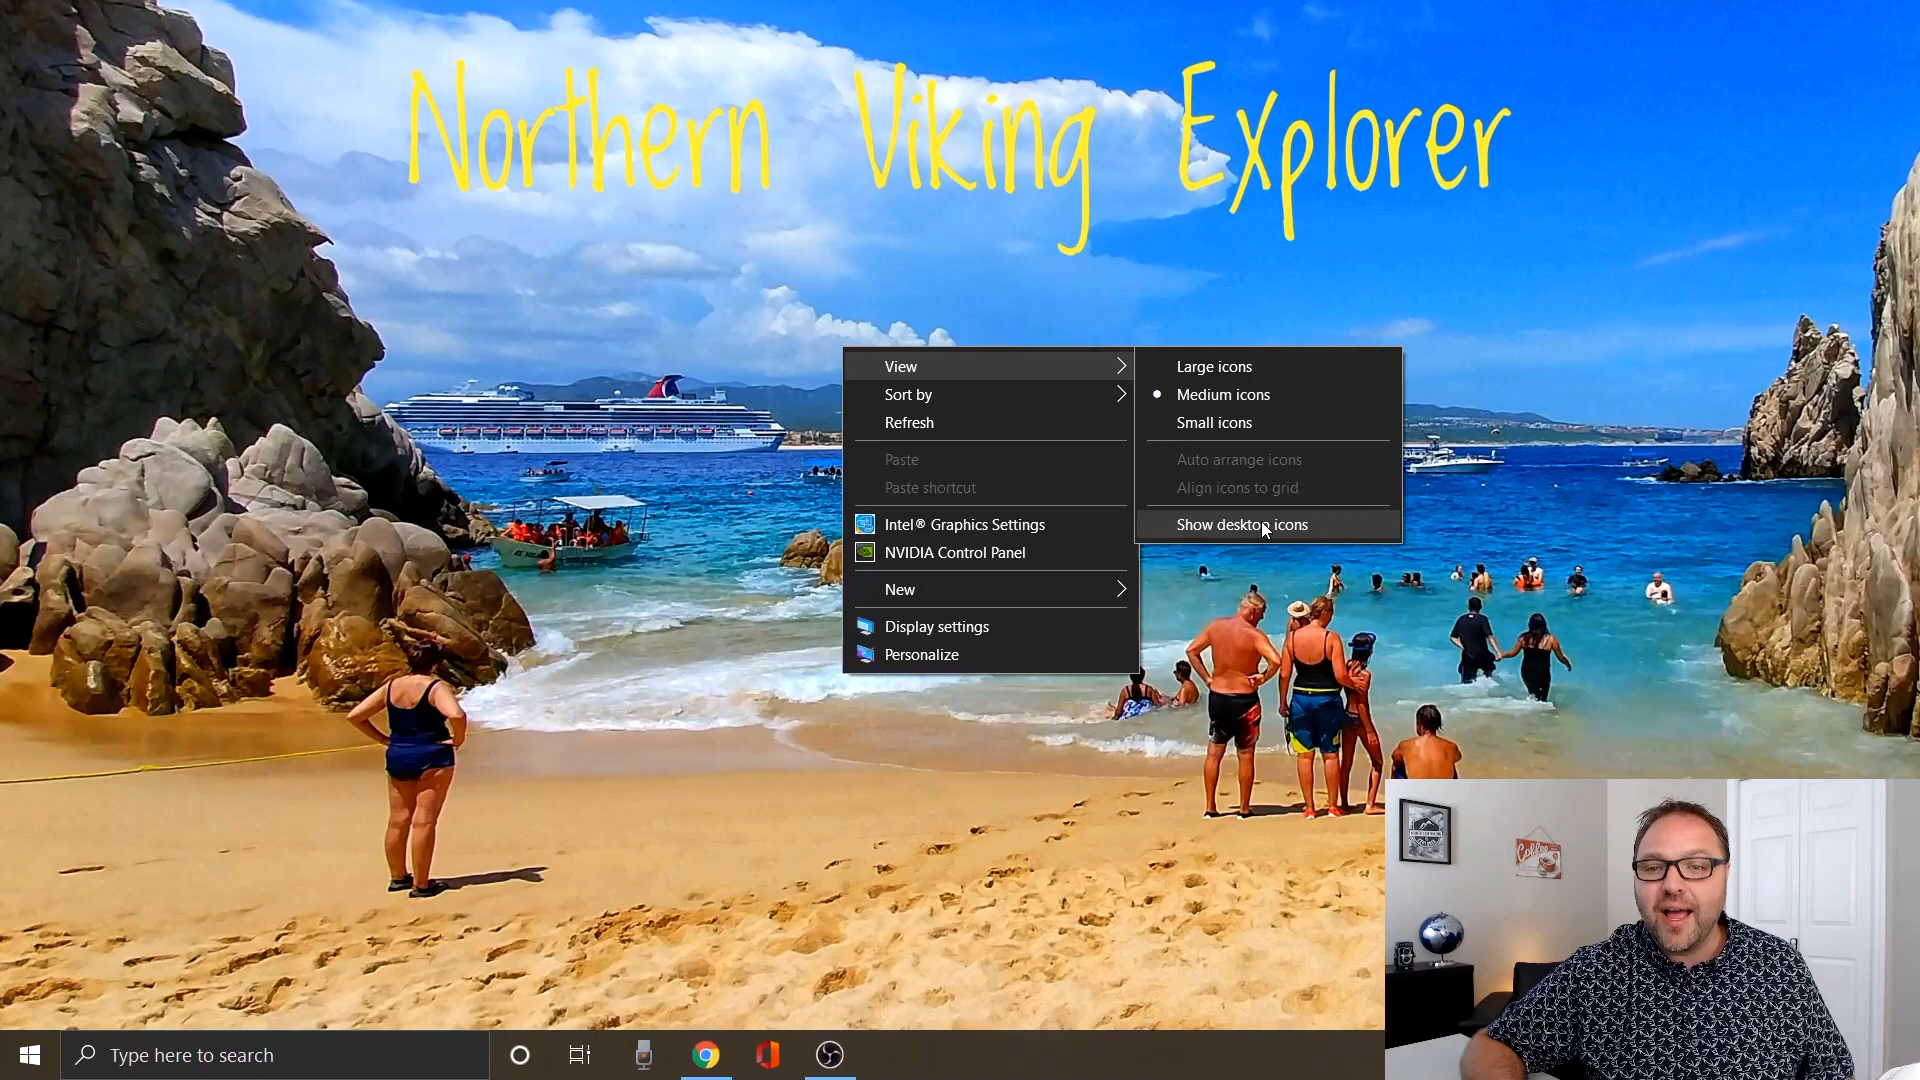 Northern Viking Explorer
View
Sort by
Refresh
Paste
Paste shortcut
Intel® Graphics Settings
NVIDIA Control Panel
New
Display settings
Personalize
Large icons
Medium icons
Small icons
Auto arrange icons
Align icons to grid
Show desktop icons
Coffee
Type here to search